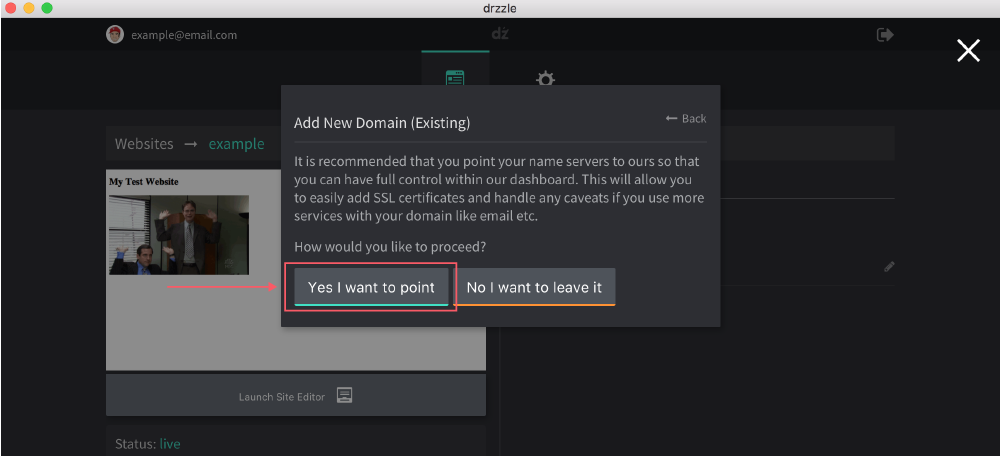 drzzle
example@email.com
dz
Add New Domain (Existing)
← Back
Websites → example
It is recommended that you point your name servers to ours so that
you can have full control within our dashboard. This will allow you
to easily add SSL certificates and handle any caveats if you use more
services with your domain like email etc.
My Test Website
How would you like to proceed?
Yes I want to point
No I want to leave it
Launch Site Editor
Status: live